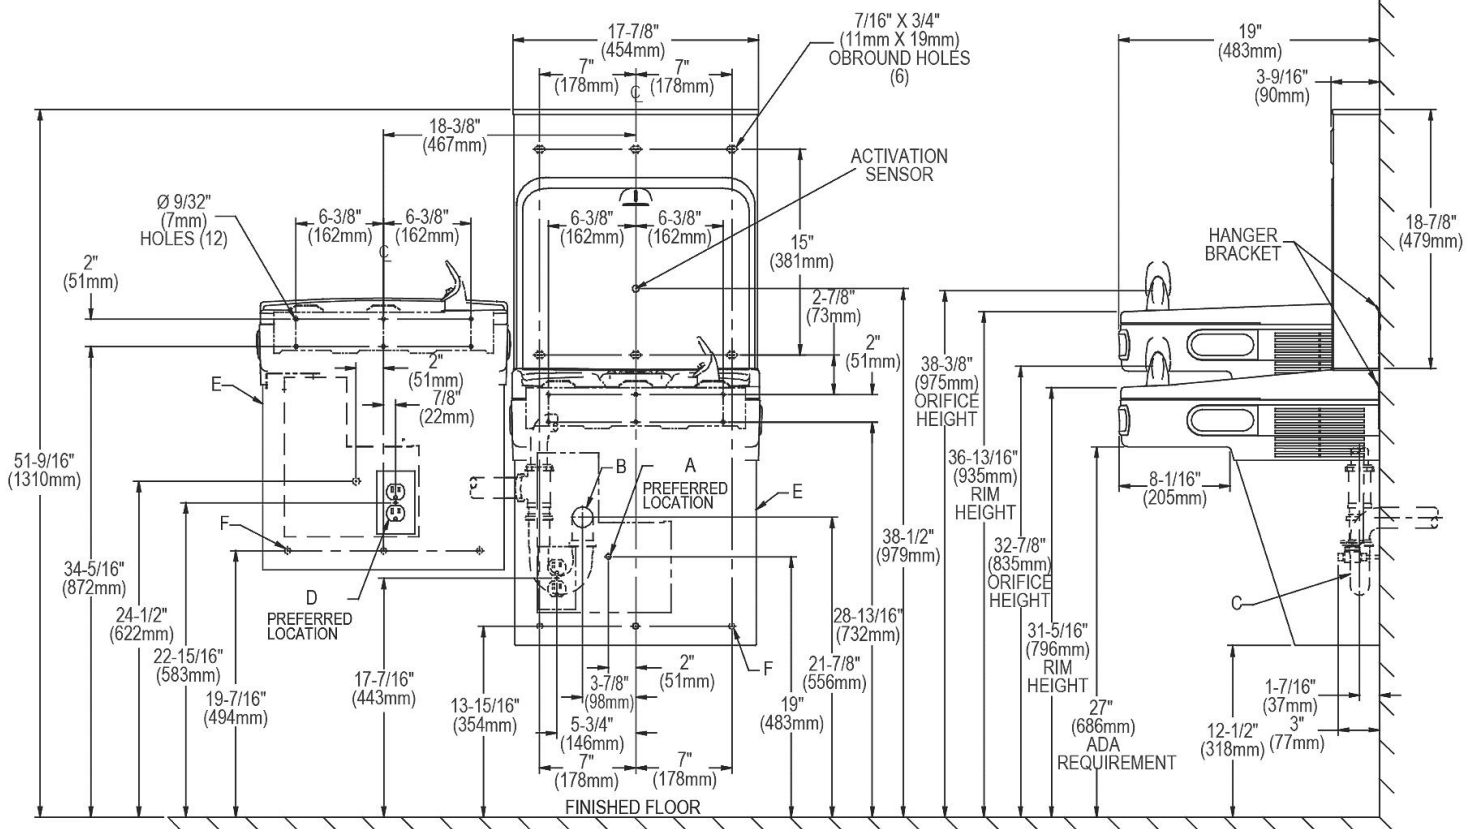 17-7/8"
(454mm)
7"
(178mm)
7"
(178mm)
CL
7/16" X 3/4"
(11mm X 19mm)
OBROUND HOLES
(6)
19"
(483mm)
3-9/16"
(90mm)
18-3/8"
(467mm)
ACTIVATION
SENSOR
Ø 9/32"
(7mm)
HOLES (12)
6-3/8"
(162mm)
6-3/8"
(162mm)
CL
6-3/8"
(162mm)
6-3/8"
(162mm)
15"
(381mm)
HANGER
BRACKET
18-7/8"
(479mm)
2"
(51mm)
2-7/8"
(73mm)
2"
(51mm)
2"
(51mm)
7/8"
(22mm)
E
38-3/8"
(975mm)
ORIFICE
HEIGHT
51-9/16"
(1310mm)
B
A
PREFERRED
LOCATION
E
36-13/16"
(935mm)
RIM
HEIGHT
8-1/16"
(205mm)
F
38-1/2"
(979mm)
32-7/8"
(835mm)
ORIFICE
HEIGHT
34-5/16"
(872mm)
D
PREFERRED
LOCATION
C
24-1/2"
(622mm)
28-13/16"
(732mm)
31-5/16"
(796mm)
RIM
HEIGHT
22-15/16"
(583mm)
17-7/16"
(443mm)
2"
(51mm)
F
21-7/8"
(556mm)
19-7/16"
(494mm)
13-15/16"
(354mm)
3-7/8"
(98mm)
19"
(483mm)
1-7/16"
(37mm)
5-3/4"
(146mm)
27"
(686mm)
ADA
REQUIREMENT
12-1/2"
(318mm)
3"
(77mm)
7"
(178mm)
7"
(178mm)
FINISHED FLOOR